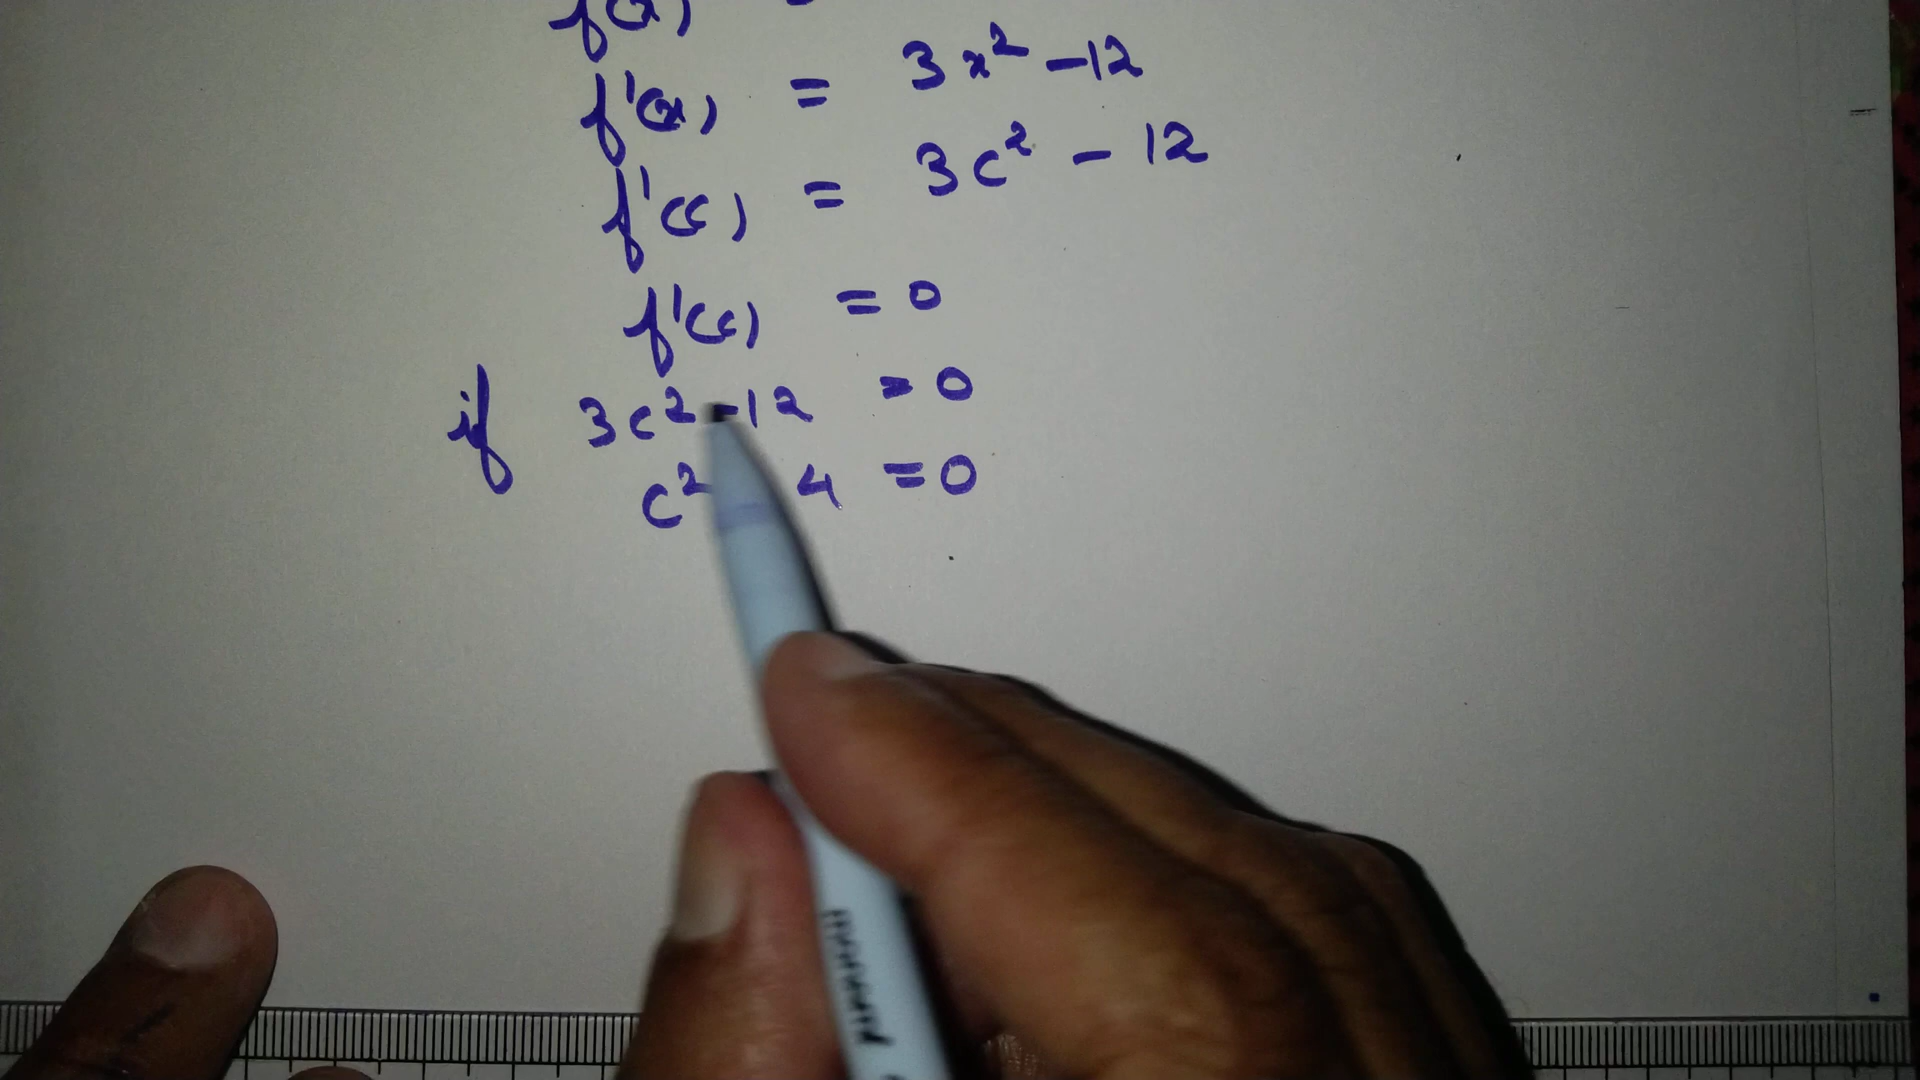 f(x) =
f'(x) = 3x² - 12
f'(c) = 3c² - 12
f'(c) = 0
if 3c² - 12 = 0
c² 4 = 0